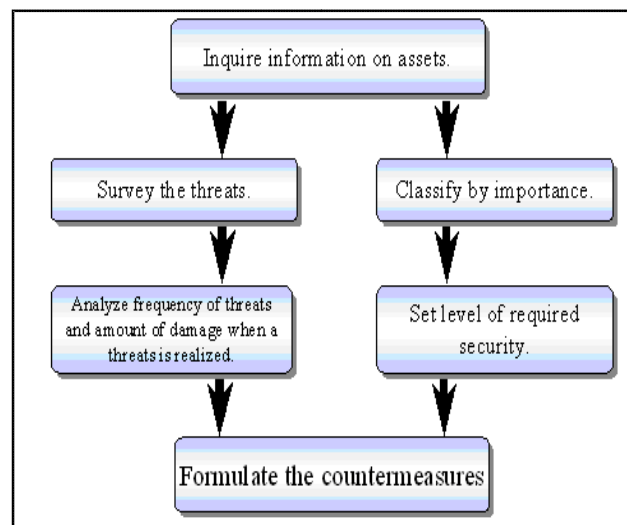 Inquire information on assets.
Survey the threats.
Classify by importance.
Analyze frequency of threats
and amount of damage when a
threats is realized.
Set level of required
security.
Formulate the countermeasures